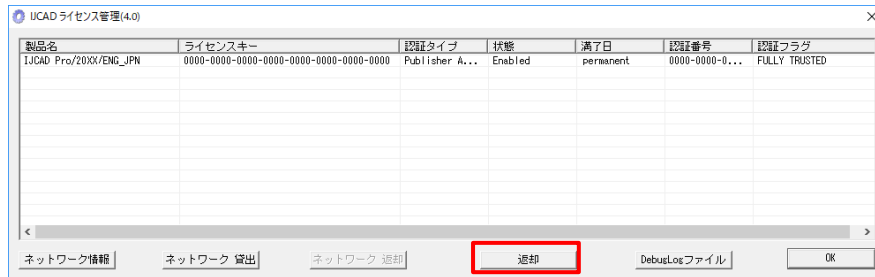 IJCAD ライセンス管理(4.0)
製品名 ライセンスキー 認証タイプ 状態 満了日 認証番号 認証フラグ
IJCAD Pro/20XX/ENG_JPN 0000-0000-0000-0000-0000-0000-0000 Publisher A... Enabled permanent 0000-0000-0... FULLY TRUSTED
ネットワーク情報 ネットワーク 貸出 ネットワーク 返却 返却 DebugLogファイル OK